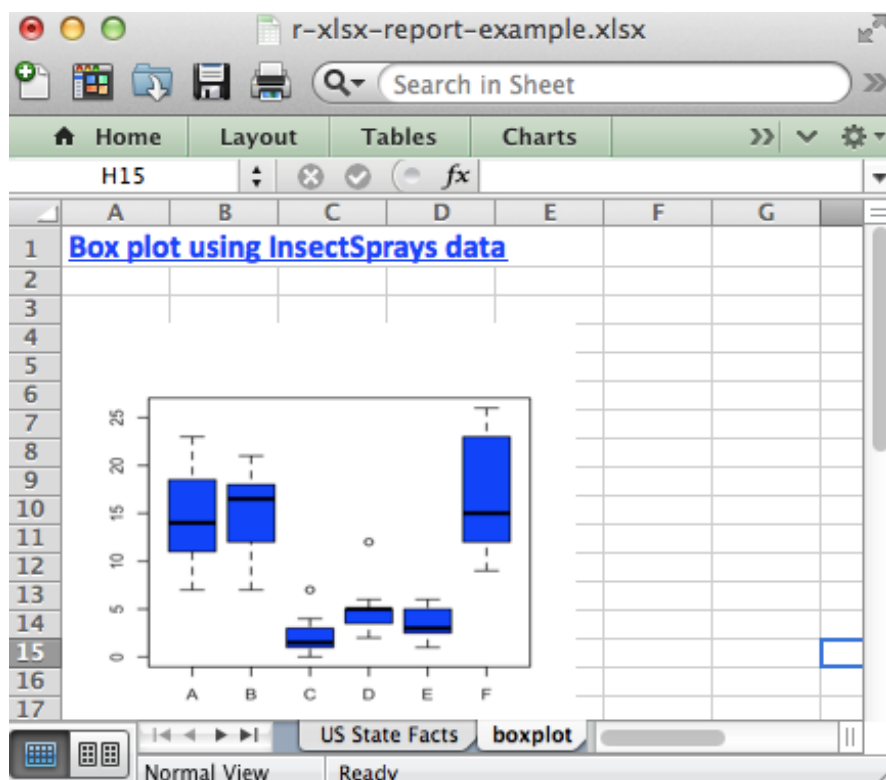 r-xlsx-report-example.xlsx
Search in Sheet
Home Layout Tables Charts
H15 fx
A B C D E F G
1 Box plot using InsectSprays data
2
3
4
5
6
7
8
9
10
11
12
13
14
15
16
17
25
20
15
10
5
0
A B C D E F
US State Facts boxplot
Normal View Ready